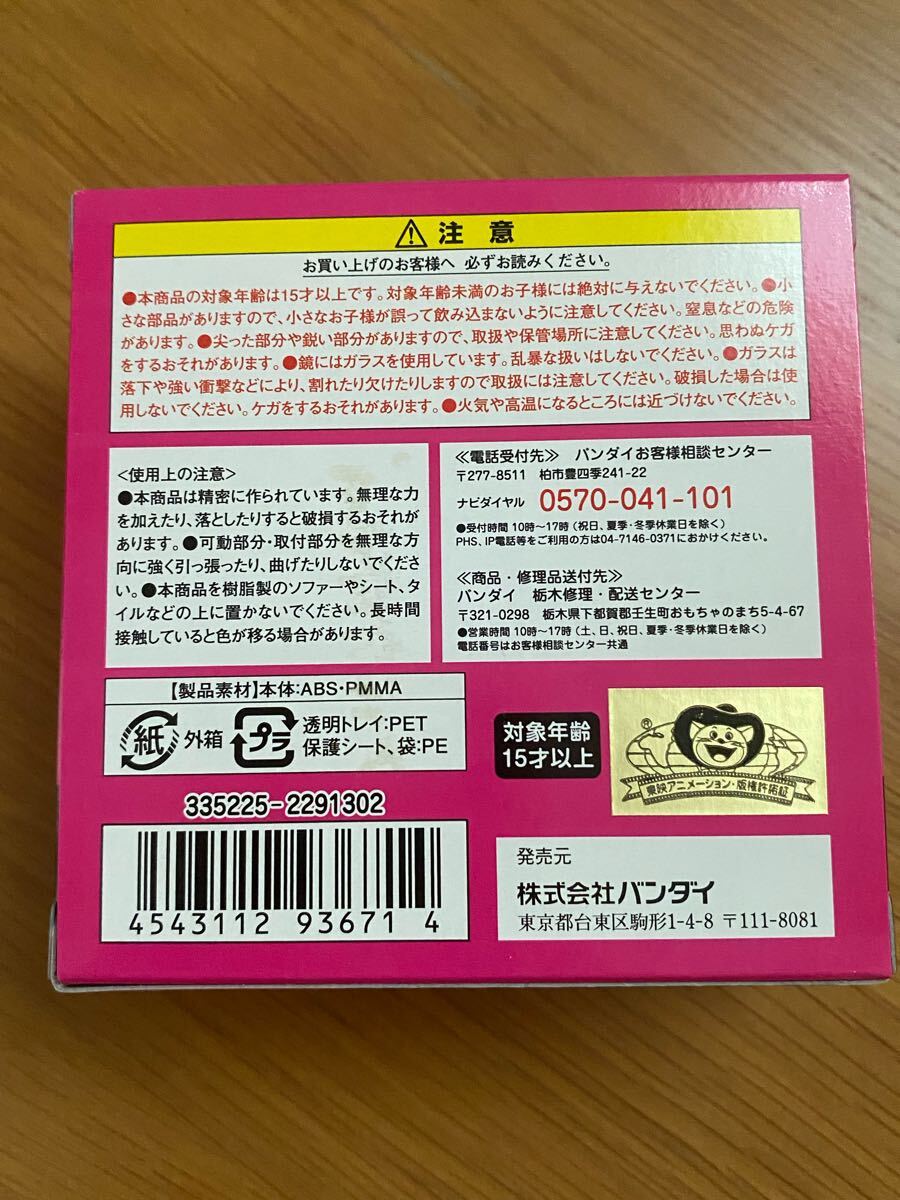 注意
お買い上げのお客様へ 必ずお読みください。
●本商品の対象年齢は15才以上です。対象年齢未満のお子様には絶対に与えないでください。●小
さな部品がありますので、小さなお子様が誤って飲み込まないように注意してください。窒息などの危険
があります。●尖った部分や鋭い部分がありますので、取扱や保管場所に注意してください。思わぬケガ
をするおそれがあります。●鏡にはガラスを使用しています。乱暴な扱いはしないでください。●ガラスは
落下や強い衝撃などにより、割れたり欠けたりしますので取扱には注意してください。破損した場合は使
用しないでください。ケガをするおそれがあります。●火気や高温になるところには近づけないでください。
<使用上の注意>
●本商品は精密に作られています。無理な力
を加えたり、落としたりすると破損するおそれが
あります。●可動部分・取付部分を無理な方
向に強く引っ張ったり、曲げたりしないでくださ
い。●本商品を樹脂製のソファーやシート、タ
イルなどの上に置かないでください。長時間
接触していると色が移る場合があります。
≪電話受付先≫ バンダイお客様相談センター
〒277-8511 柏市豊四季241-22
ナビダイヤル 0570-041-101
●受付時間 10時~17時(祝日、夏季・冬季休業日を除く)
PHS、IP電話等をご利用の方は04-7146-0371におかけください。
≪商品・修理品送付先≫
バンダイ 栃木修理・配送センター
〒321-0298 栃木県下都賀郡壬生町おもちゃのまち5-4-67
●営業時間 10時~17時(土、日、祝日、夏季・冬季休業日を除く)
電話番号はお客様相談センター共通
【製品素材】本体:ABS・PMMA
紙 外箱 プラ 透明トレイ:PET
保護シート、袋:PE
対象年齢
15才以上
®
東映アニメーション・版権許諾証
335225-2291302
4543112 936714
発売元
株式会社バンダイ
東京都台東区駒形1-4-8 〒111-8081